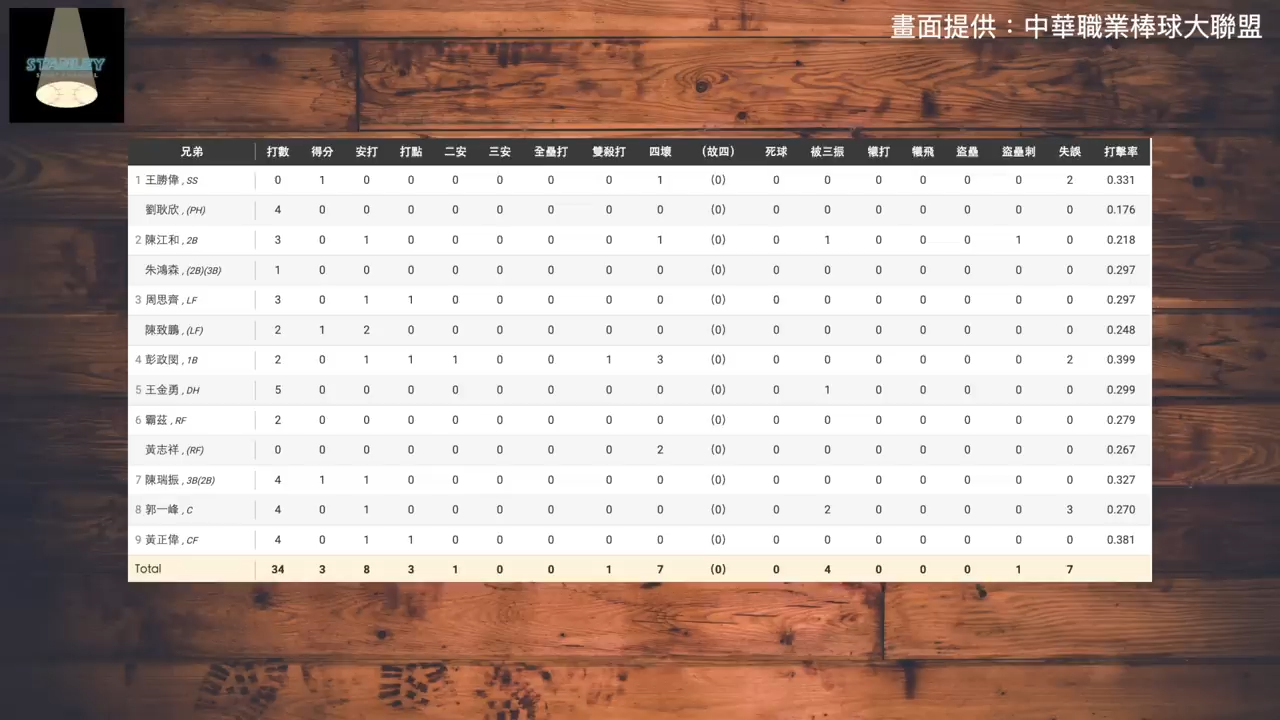 畫面提供：中華職業棒球大聯盟
STANLEY
兄弟 打數 得分 安打 打點 二安 三安 全壘打 雙殺打 四壞 (故四) 死球 被三振 犧打 犧飛 盜壘 盜壘刺 失誤 打擊率
1 王勝偉 , SS 0 1 0 0 0 0 0 0 1 (0) 0 0 0 0 0 0 2 0.331
劉耿欣 , (PH) 4 0 0 0 0 0 0 0 0 (0) 0 0 0 0 0 0 0 0.176
2 陳江和 , 2B 3 0 1 0 0 0 0 0 1 (0) 0 1 0 0 0 1 0 0.218
朱鴻森 , (2B)(3B) 1 0 0 0 0 0 0 0 0 (0) 0 0 0 0 0 0 0 0.297
3 周思齊 , LF 3 0 1 1 0 0 0 0 0 (0) 0 0 0 0 0 0 0 0.297
陳致鵬 , (LF) 2 1 2 0 0 0 0 0 0 (0) 0 0 0 0 0 0 0 0.248
4 彭政閔 , 1B 2 0 1 1 1 0 0 1 3 (0) 0 0 0 0 0 0 2 0.399
5 王金勇 , DH 5 0 0 0 0 0 0 0 0 (0) 0 1 0 0 0 0 0 0.299
6 霸茲 , RF 2 0 0 0 0 0 0 0 0 (0) 0 0 0 0 0 0 0 0.279
黃志祥 , (RF) 0 0 0 0 0 0 0 0 2 (0) 0 0 0 0 0 0 0 0.267
7 陳瑞振 , 3B(2B) 4 1 1 0 0 0 0 0 0 (0) 0 0 0 0 0 0 0 0.327
8 郭一峰 , C 4 0 1 0 0 0 0 0 0 (0) 0 2 0 0 0 0 3 0.270
9 黃正偉 , CF 4 0 1 1 0 0 0 0 0 (0) 0 0 0 0 0 0 0 0.381
Total 34 3 8 3 1 0 0 1 7 (0) 0 4 0 0 0 1 7